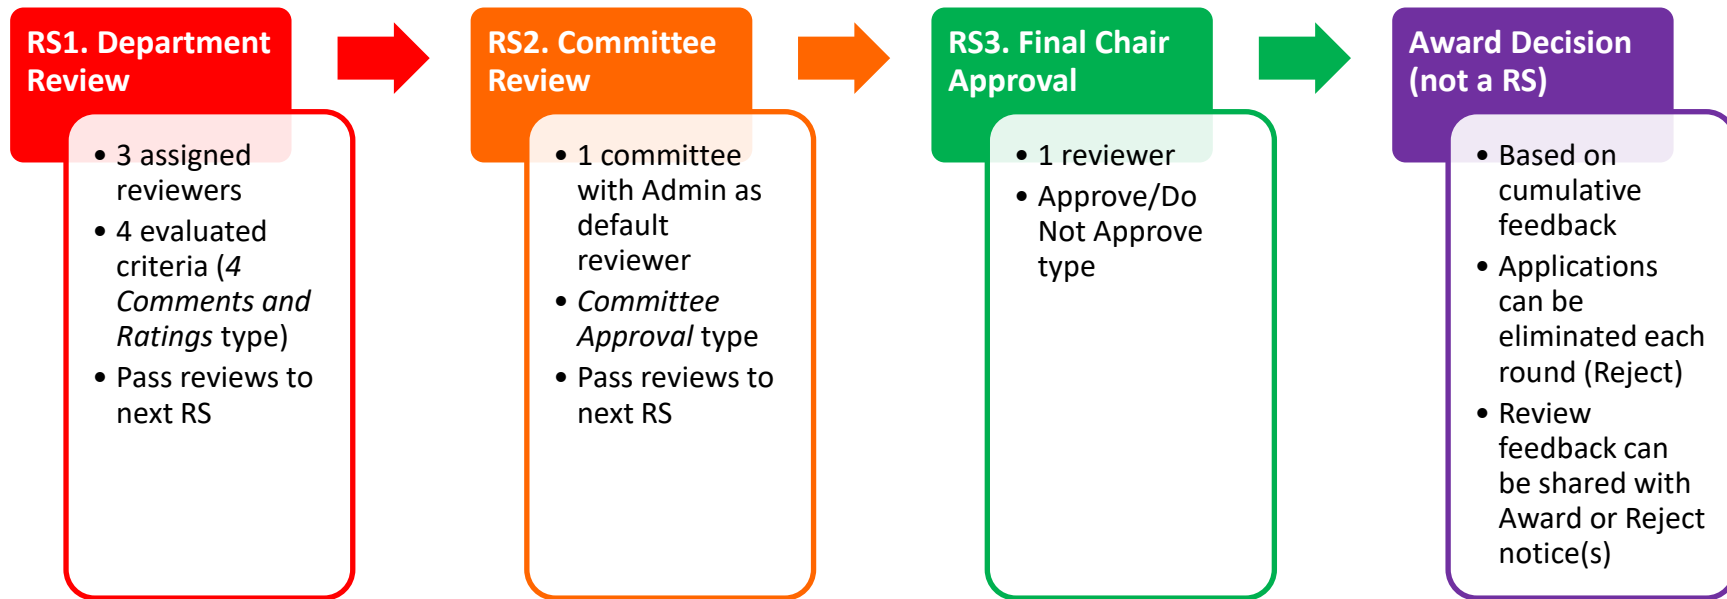 RS1. Department
Review
• 3 assigned
reviewers
• 4 evaluated
criteria (4
Comments and
Ratings type)
• Pass reviews to
next RS
RS2. Committee
Review
• 1 committee
with Admin as
default
reviewer
• Committee
Approval type
• Pass reviews to
next RS
RS3. Final Chair
Approval
• 1 reviewer
• Approve/Do
Not Approve
type
Award Decision
(not a RS)
• Based on
cumulative
feedback
• Applications
can be
eliminated each
round (Reject)
• Review
feedback can
be shared with
Award or Reject
notice(s)